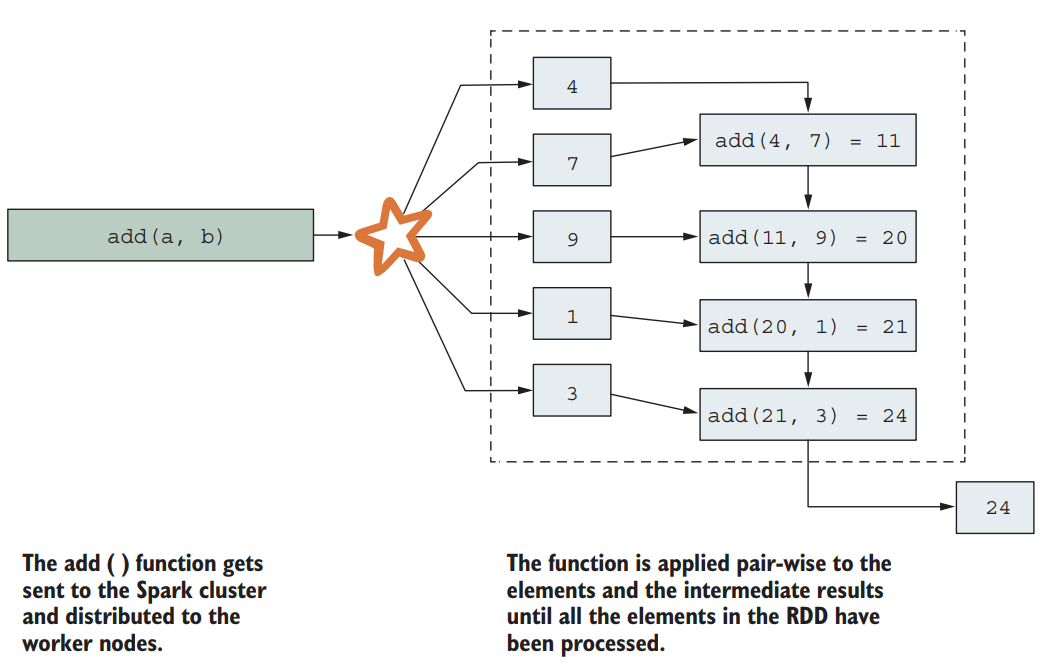 add(a, b)
4
7
9
1
3
add(4, 7) = 11
add(11, 9) = 20
add(20, 1) = 21
add(21, 3) = 24
24
The add ( ) function gets
sent to the Spark cluster
and distributed to the
worker nodes.
The function is applied pair-wise to the
elements and the intermediate results
until all the elements in the RDD have
been processed.